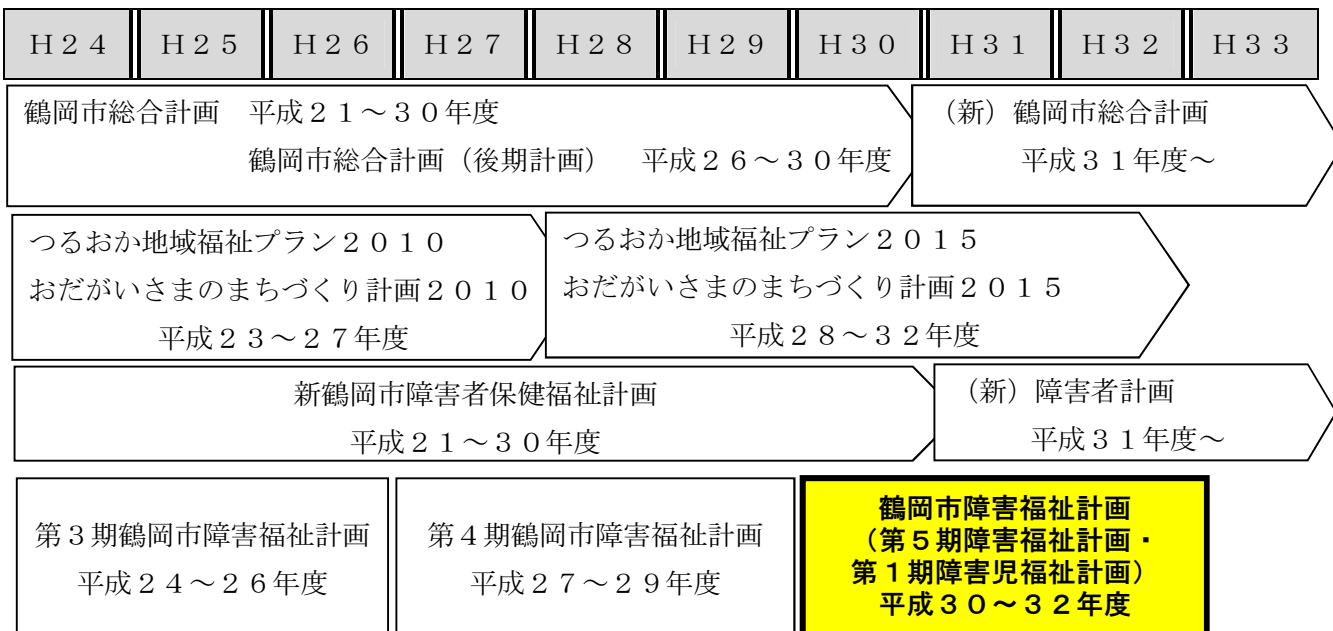 H24 H25 H26 H27 H28 H29 H30 H31 H32 H33
鶴岡市総合計画　平成21～30年度
鶴岡市総合計画（後期計画）　平成26～30年度
（新）鶴岡市総合計画
平成31年度～
つるおか地域福祉プラン2010
おだがいさまのまちづくり計画2010
平成23～27年度
つるおか地域福祉プラン2015
おだがいさまのまちづくり計画2015
平成28～32年度
新鶴岡市障害者保健福祉計画
平成21～30年度
（新）障害者計画
平成31年度～
第3期鶴岡市障害福祉計画
平成24～26年度
第4期鶴岡市障害福祉計画
平成27～29年度
鶴岡市障害福祉計画
（第5期障害福祉計画・
第1期障害児福祉計画）
平成30～32年度